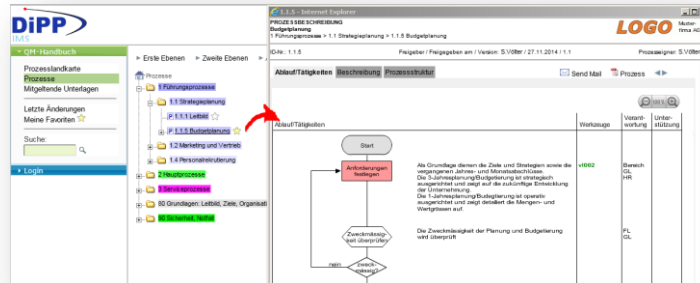 DiPP
IMS
QM-Handbuch
Prozesslandkarte
Prozesse
Mitgeltende Unterlagen
Letzte Änderungen
Meine Favoriten
Suche:
Login
Erste Ebenen
Zweite Ebenen
Prozesse
1 Führungsprozesse
1.1 Strategieplanung
P 1.1.1 Leitbild
P 1.1.5 Budgetplanung
1.2 Marketing und Vertrieb
1.4 Personalrekrutierung
2 Hauptprozesse
3 Serviceprozesse
80 Grundlagen: Leitbild, Ziele, Organisati
90 Sicherheit, Notfall
1.1.5 - Internet Explorer
PROZESSBESCHREIBUNG
Budgetplanung
1 Führungsprozesse > 1.1 Strategieplanung > 1.1.5 Budgetplanung
LOGO
Muster-
firma AG
ID-Nr.: 1.1.5
Freigeber / Freigegeben am / Version: S.Völter / 27.11.2014 / 1.1
Prozesseigner: S.Völter
Ablauf/Tätigkeiten
Beschreibung
Prozessstruktur
Send Mail
Prozess
100 %
Ablauf/Tätigkeiten
Werkzeuge
Verant-
wortung
Unter-
stützung
Start
Anforderungen
festlegen
Als Grundlage dienen die Ziele und Strategien sowie die
vergangenen Jahres- und Monatsabschlüsse.
Die 3-Jahresplanung/Budgetierung ist strategisch
ausgerichtet und zeigt auf die zukünftige Entwicklung
der Unternehmung.
Die 1-Jahresplanung/Budgetierung ist operativ
ausgerichtet und zeigt detailiert die Mengen- und
Wertgrössen auf.
Bereich
GL
HR
Zweckmässig-
keit überprüfen
Die Zweckmässigkeit der Planung und Budgetierung
wird überprüft
FL
GL
nein
zweck-
mässig?